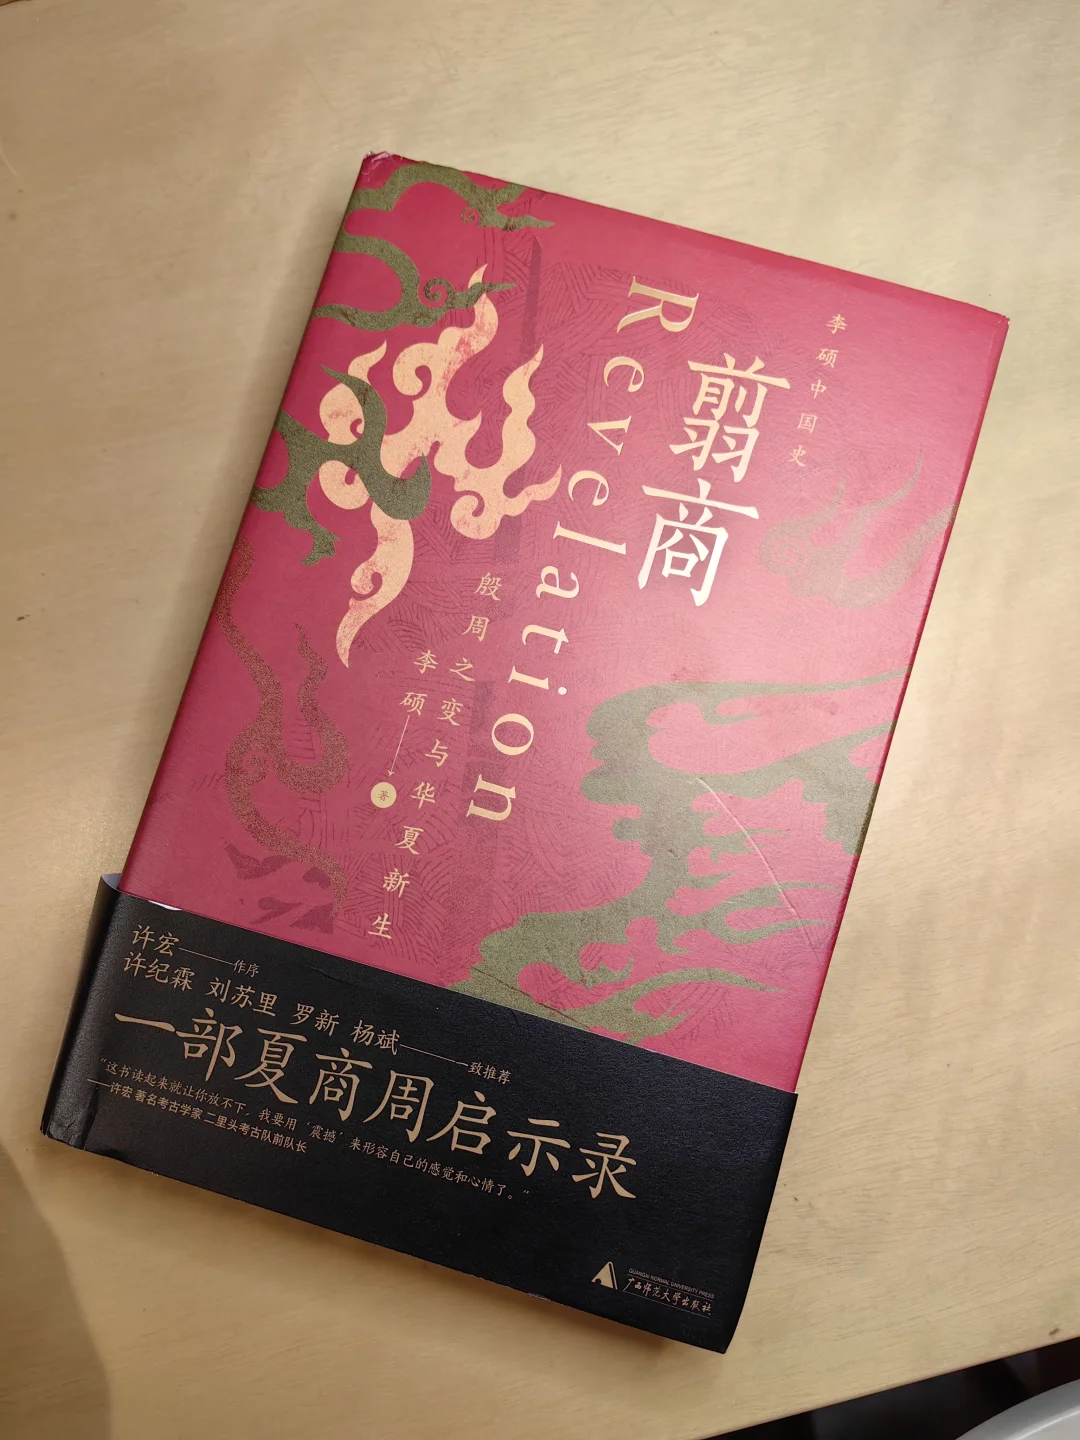 李硕中国史
翦商
Revelation
殷周之变与华夏新生
李硕
著
许宏
作序
许纪霖 刘苏里 罗新 杨斌
一致推荐
一部夏商周启示录
“这书读起来就让你放不下，我要用‘震撼’来形容自己的感觉和心情了。”
——许宏 著名考古学家 二里头考古队前队长
GUANGXI NORMAL UNIVERSITY PRESS
广西师范大学出版社